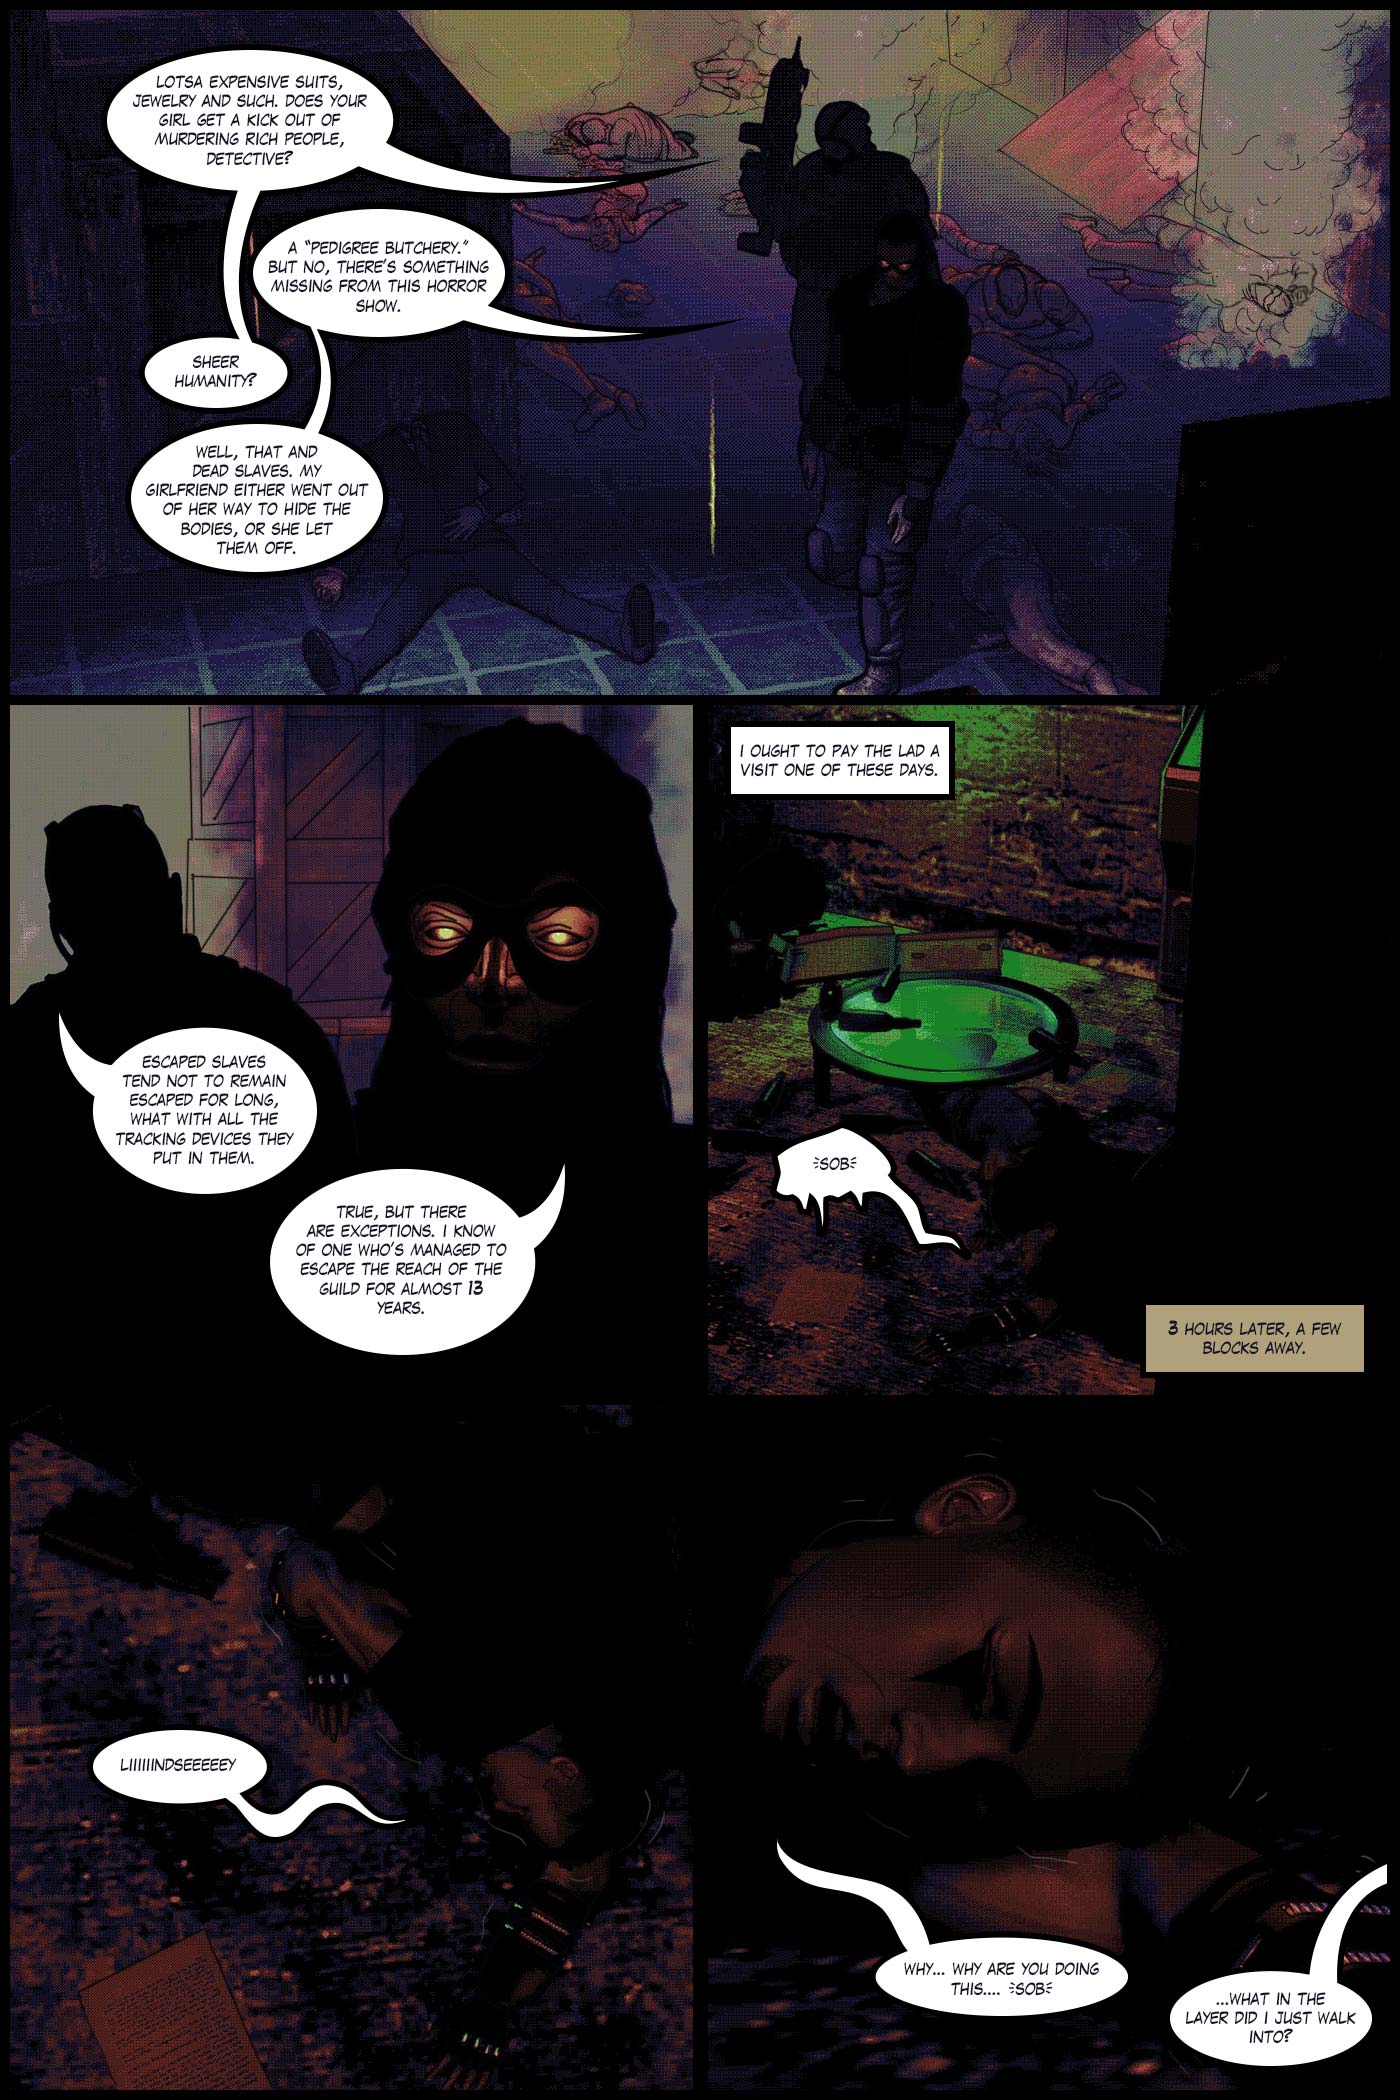 LOTSA EXPENSIVE SUITS,
JEWELRY AND SUCH. DOES YOUR
GIRL GET A KICK OUT OF
MURDERING RICH PEOPLE,
DETECTIVE?
A "PEDIGREE BUTCHERY."
BUT NO, THERE'S SOMETHING
MISSING FROM THIS HORROR
SHOW.
SHEER
HUMANITY?
WELL, THAT AND
DEAD SLAVES. MY
GIRLFRIEND EITHER WENT OUT
OF HER WAY TO HIDE THE
BODIES, OR SHE LET
THEM OFF.
ESCAPED SLAVES
TEND NOT TO REMAIN
ESCAPED FOR LONG,
WHAT WITH ALL THE
TRACKING DEVICES THEY
PUT IN THEM.
TRUE, BUT THERE
ARE EXCEPTIONS. I KNOW
OF ONE WHO'S MANAGED TO
ESCAPE THE REACH OF THE
GUILD FOR ALMOST 13
YEARS.
I OUGHT TO PAY THE LAD A
VISIT ONE OF THESE DAYS.
SOB
3 HOURS LATER, A FEW
BLOCKS AWAY.
LIIIIIINDSEEEEEY
WHY... WHY ARE YOU DOING
THIS.... SOB
...WHAT IN THE
LAYER DID I JUST WALK
INTO?